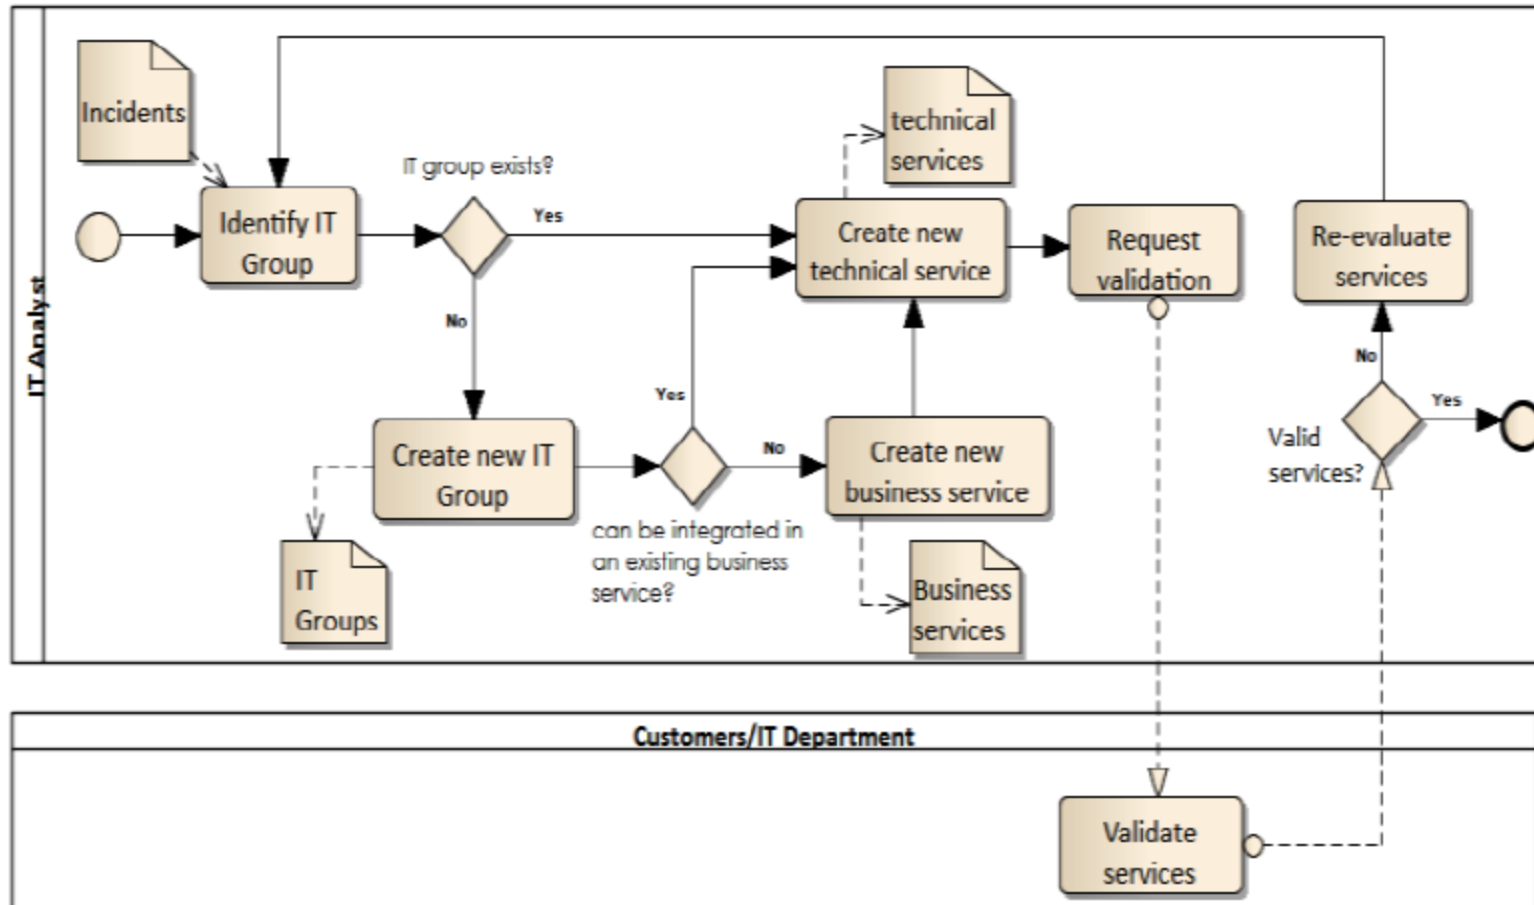 Incidents
IT group exists?
technical
services
Identify IT
Group
Yes
Create new
technical service
Request
validation
Re-evaluate
services
IT Analyst
No
No
Yes
Yes
Create new IT
Group
No
Create new
business service
Valid
services?
can be integrated in
an existing business
service?
IT
Groups
Business
services
Customers/IT Department
Validate
services